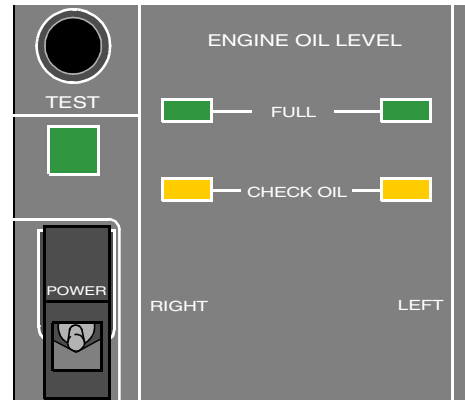 ENGINE OIL LEVEL
TEST
FULL
CHECK OIL
POWER
RIGHT
LEFT